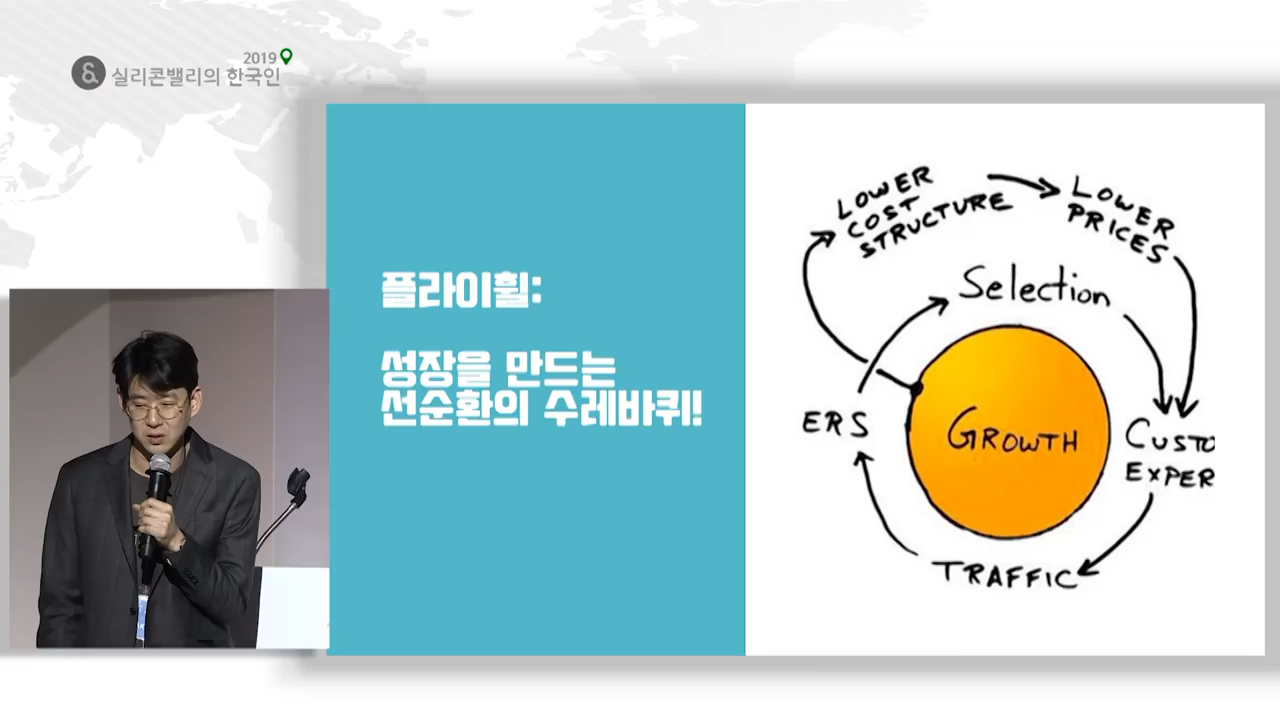 2019
& 실리콘밸리의 한국인
플라이휠:
성장을 만드는
선순환의 수레바퀴!
LOWER
COST
STRUCTURE
LOWER
PRICES
Selection
ERS
GROWTH
CUSTO
EXPER
TRAFFIC